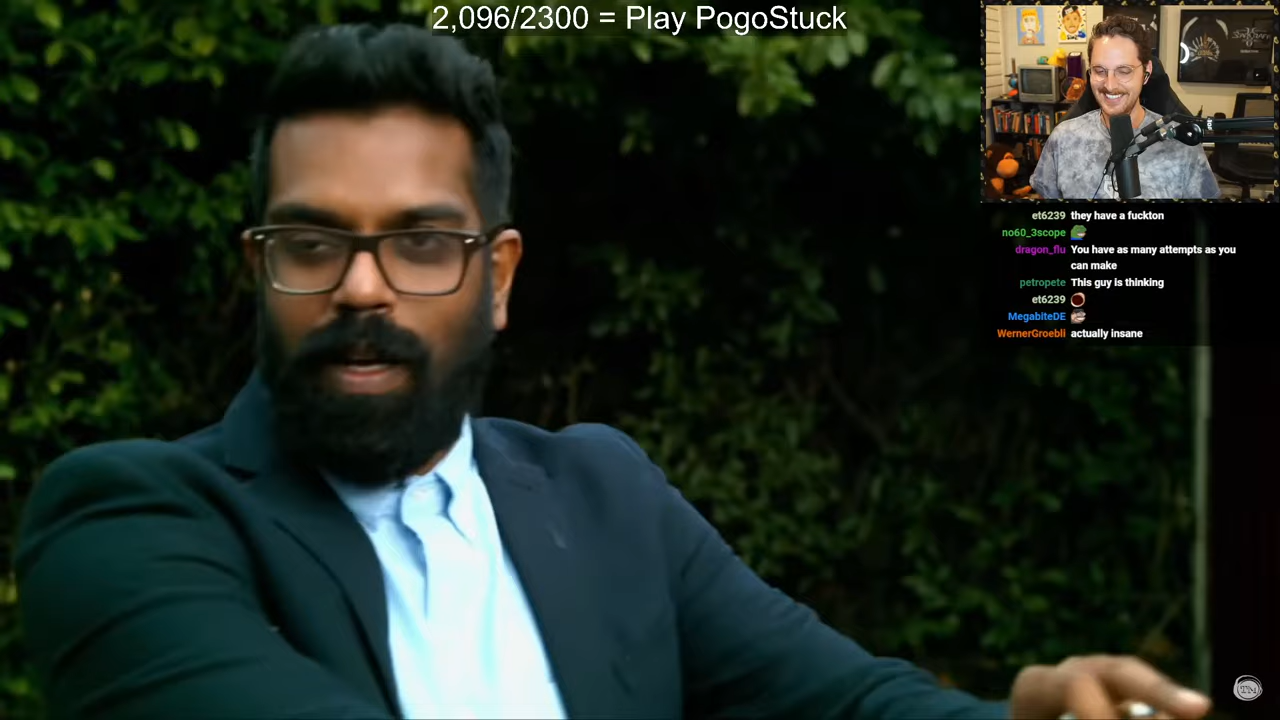 2,096/2300 = Play PogoStuck
et6239 they have a fuckton
no60_3scope
dragon_flu You have as many attempts as you
can make
petropete This guy is thinking
et6239
MegabiteDE
WernerGroebli actually insane
TM